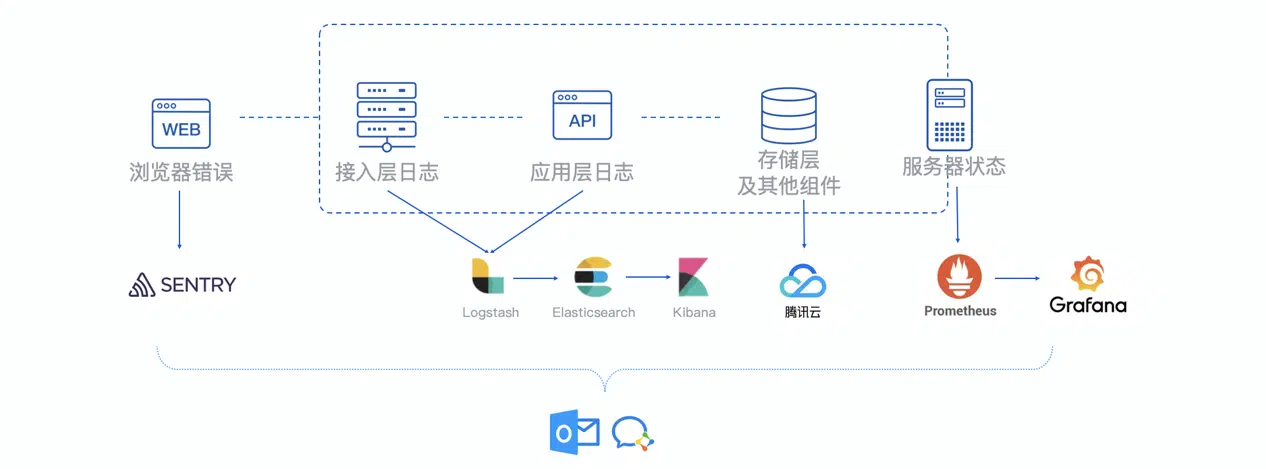 WEB
API
浏览器错误
接入层日志
应用层日志
存储层
及其他组件
服务器状态
SENTRY
Logstash
Elasticsearch
Kibana
腾讯云
Prometheus
Grafana
O